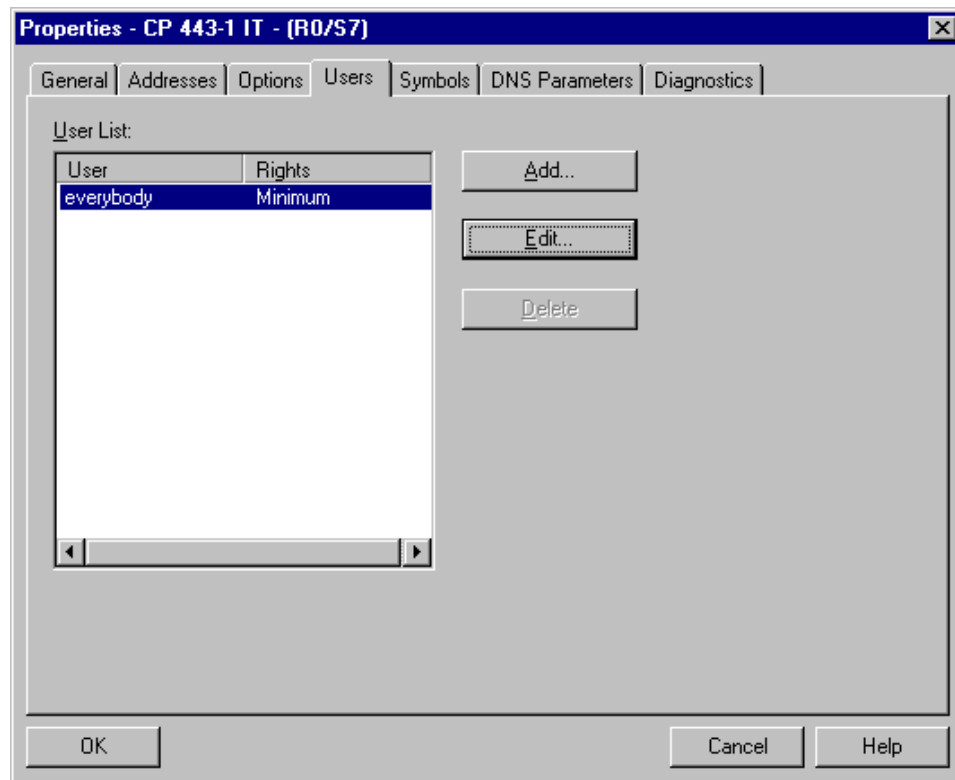 Properties - CP 443-1 IT - (R0/S7)
General Addresses Options Users Symbols DNS Parameters Diagnostics
User List:
User Rights
everybody Minimum
Add...
Edit...
Delete
OK Cancel Help